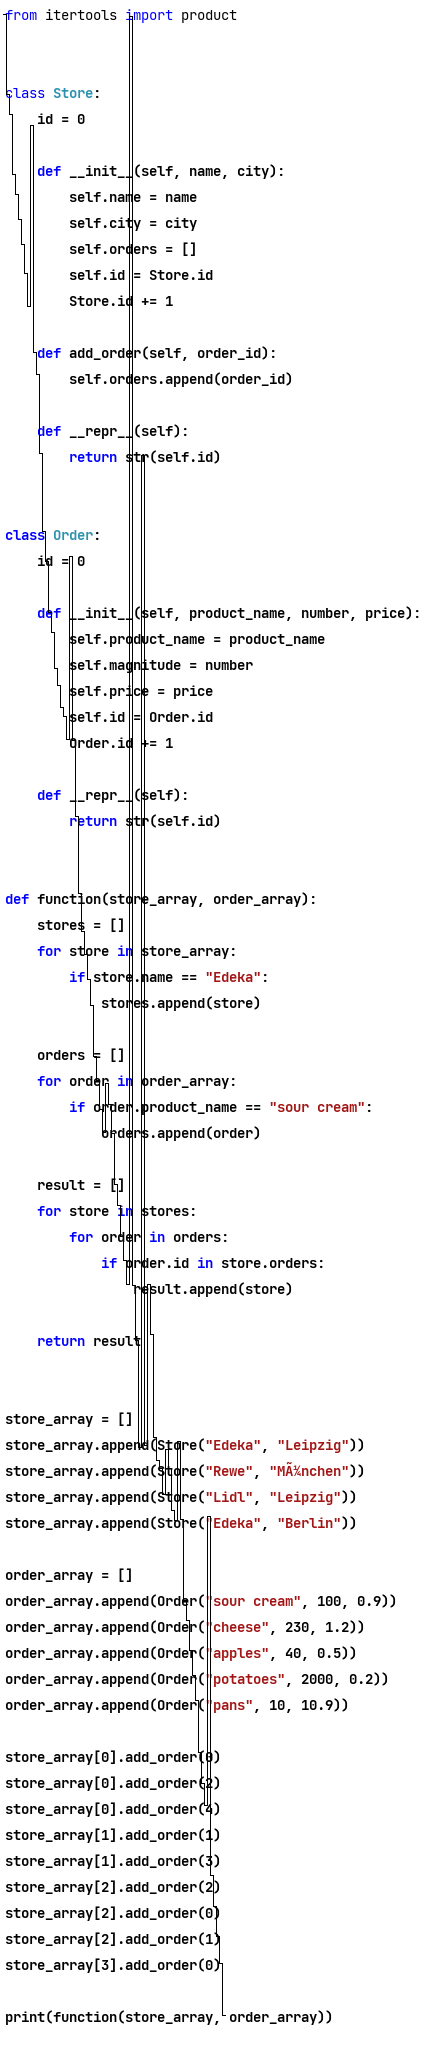 from itertools import product
class Store:
    id = 0
    def __init__(self, name, city):
        self.name = name
        self.city = city
        self.orders = []
        self.id = Store.id
        Store.id += 1
    def add_order(self, order_id):
        self.orders.append(order_id)
    def __repr__(self):
        return str(self.id)
class Order:
    id = 0
    def __init__(self, product_name, number, price):
        self.product_name = product_name
        self.magnitude = number
        self.price = price
        self.id = Order.id
        Order.id += 1
    def __repr__(self):
        return str(self.id)
def function(store_array, order_array):
    stores = []
    for store in store_array:
        if store.name == "Edeka":
            stores.append(store)
    orders = []
    for order in order_array:
        if order.product_name == "sour cream":
            orders.append(order)
    result = []
    for store in stores:
        for order in orders:
            if order.id in store.orders:
                result.append(store)
    return result
store_array = []
store_array.append(Store("Edeka", "Leipzig"))
store_array.append(Store("Rewe", "MÃ¼nchen"))
store_array.append(Store("Lidl", "Leipzig"))
store_array.append(Store("Edeka", "Berlin"))
order_array = []
order_array.append(Order("sour cream", 100, 0.9))
order_array.append(Order("cheese", 230, 1.2))
order_array.append(Order("apples", 40, 0.5))
order_array.append(Order("potatoes", 2000, 0.2))
order_array.append(Order("pans", 10, 10.9))
store_array[0].add_order(0)
store_array[0].add_order(2)
store_array[0].add_order(4)
store_array[1].add_order(1)
store_array[1].add_order(3)
store_array[2].add_order(2)
store_array[2].add_order(0)
store_array[2].add_order(1)
store_array[3].add_order(0)
print(function(store_array, order_array))